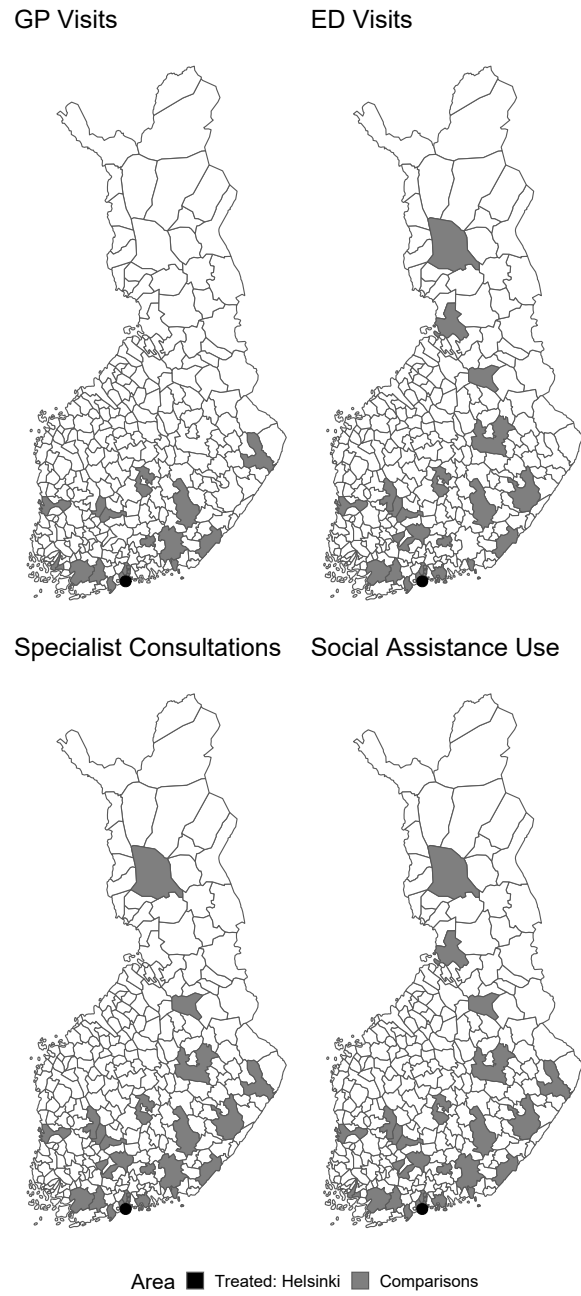 GP Visits
ED Visits
Specialist Consultations
Social Assistance Use
Area Treated: Helsinki Comparisons